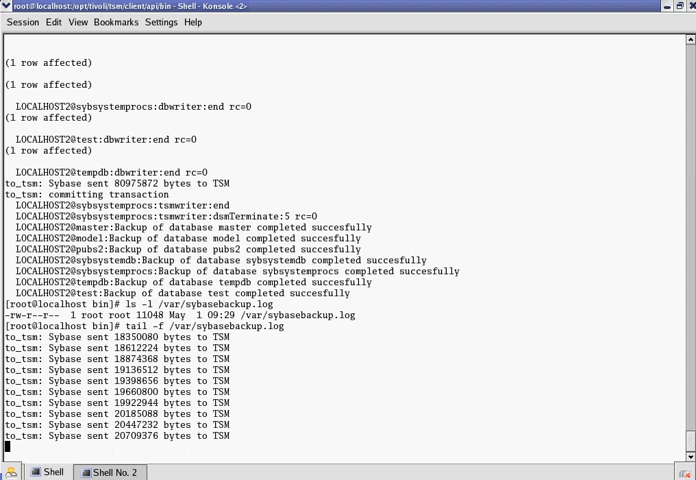 root@localhost:/opt/tivoli/tsm/client/api/bin - Shell - Konsole <2>
Session Edit View Bookmarks Settings Help
(1 row affected)
(1 row affected)
LOCALHOST2@sybsystemprocs:dbwriter:end rc=0
(1 row affected)
LOCALHOST2@test:dbwriter:end rc=0
(1 row affected)
LOCALHOST2@tempdb:dbwriter:end rc=0
to_tsm: Sybase sent 80975872 bytes to TSM
to_tsm: committing transaction
LOCALHOST2@sybsystemprocs:tsmwriter:end
LOCALHOST2@sybsystemprocs:tsmwriter:dsmTerminate:5 rc=0
LOCALHOST2@master:Backup of database master completed succesfully
LOCALHOST2@model:Backup of database model completed succesfully
LOCALHOST2@pubs2:Backup of database pubs2 completed succesfully
LOCALHOST2@systemdb:Backup of database sybsystemdb completed succesfully
LOCALHOST2@sybsystemprocs:Backup of database sybsystemprocs completed succesfully
LOCALHOST2@tempdb:Backup of database tempdb completed succesfully
LOCALHOST2@test:Backup of database test completed succesfully
[root@localhost bin]# ls -l /var/sybasebackup.log
-rw-r--r-- 1 root root 11048 May 1 09:29 /var/sybasebackup.log
[root@localhost bin]# tail -f /var/sybasebackup.log
to_tsm: Sybase sent 18350080 bytes to TSM
to_tsm: Sybase sent 18612224 bytes to TSM
to_tsm: Sybase sent 18874368 bytes to TSM
to_tsm: Sybase sent 19136512 bytes to TSM
to_tsm: Sybase sent 19398656 bytes to TSM
to_tsm: Sybase sent 19660800 bytes to TSM
to_tsm: Sybase sent 19922944 bytes to TSM
to_tsm: Sybase sent 20185088 bytes to TSM
to_tsm: Sybase sent 20447232 bytes to TSM
to_tsm: Sybase sent 20709376 bytes to TSM
Shell Shell No. 2